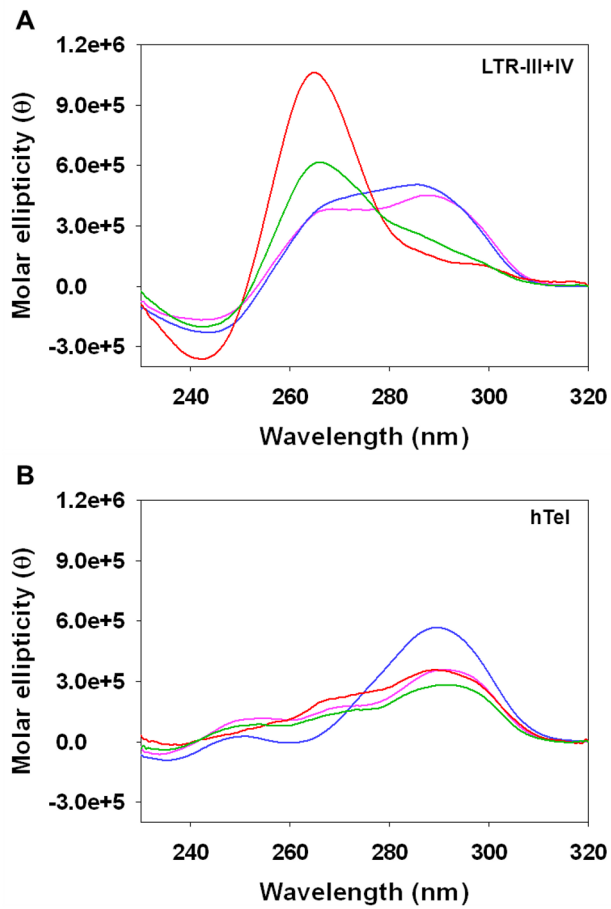 A
LTR-III+IV
Molar ellipticity (θ)
1.2e+6
9.0e+5
6.0e+5
3.0e+5
0.0
-3.0e+5
240 260 280 300 320
Wavelength (nm)
B
hTel
Molar ellipticity (θ)
1.2e+6
9.0e+5
6.0e+5
3.0e+5
0.0
-3.0e+5
240 260 280 300 320
Wavelength (nm)